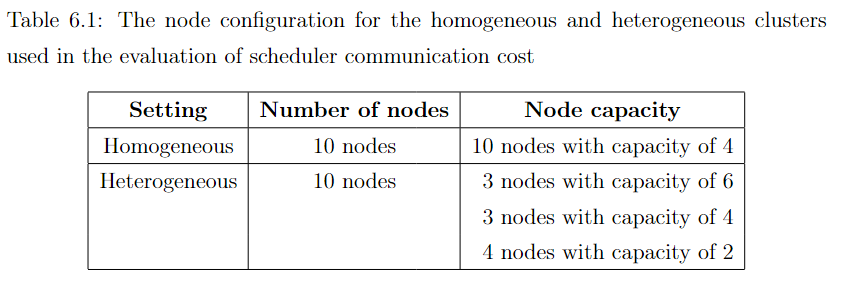 Table 6.1: The node configuration for the homogeneous and heterogeneous clusters
used in the evaluation of scheduler communication cost
Setting Number of nodes Node capacity
Homogeneous 10 nodes 10 nodes with capacity of 4
Heterogeneous 10 nodes 3 nodes with capacity of 6
3 nodes with capacity of 4
4 nodes with capacity of 2